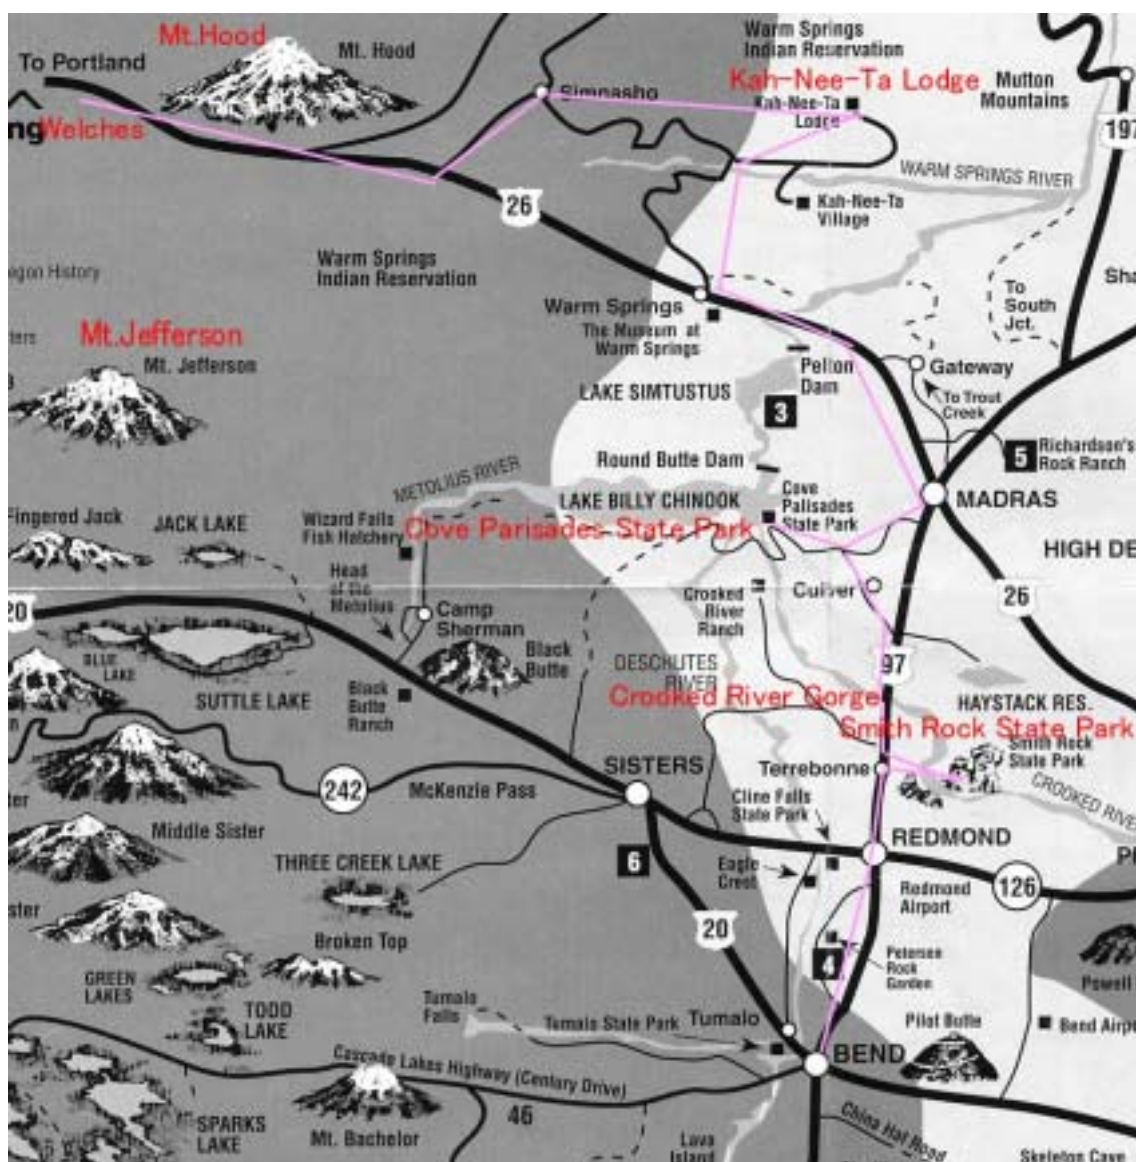 Mt.Hood
Mt. Hood
To Portland
Warm Springs
Indian Reservation
Kah-Nee-Ta Lodge
Mutton
Mountains
Simnasho
Kah-Nee-Ta
Lodge
ng
Welches
197
WARM SPRINGS RIVER
26
Kah-Nee-Ta
Village
Warm Springs
Indian Reservation
egon History
To
South
Jct.
Sha
Warm Springs
The Museum at
Warm Springs
ters
Mt.Jefferson
Mt. Jefferson
Pelton
Dam
Gateway
To Trout
Creek
LAKE SIMTUSTUS
3
5
Richardson's
Rock Ranch
Round Butte Dam
METOLIUS RIVER
LAKE BILLY CHINOOK
Cove
Palisades
State Park
MADRAS
Fingered Jack
JACK LAKE
Wizard Falls
Fish Hatchery
Cove Parisades State Park
HIGH DE
Head
of the
Metolius
20
Camp
Sherman
Crooked
River
Ranch
Culver
26
BLUE
LAKE
SUTTLE LAKE
Black
Butte
Black
Butte
Ranch
DESCHUTES
RIVER
97
Crooked River Gorge
HAYSTACK RES.
Smith Rock State Park
Smith Rock
State Park
SISTERS
Terrebonne
242
McKenzie Pass
Cline Falls
State Park
CROOKED RIVE
ter
Middle Sister
REDMOND
THREE CREEK LAKE
6
Eagle
Crest
126
Redmond
Airport
ster
Broken Top
20
4
Petersen
Rock
Garden
GREEN
LAKES
Powell
TODD
LAKE
Tumalo
Falls
Tumalo State Park
Tumalo
Pilot Butte
Bend Airpo
BEND
Cascade Lakes Highway (Century Drive)
46
SPARKS
LAKE
Mt. Bachelor
China Hat Road
Lava
Island
Skeleton Cave